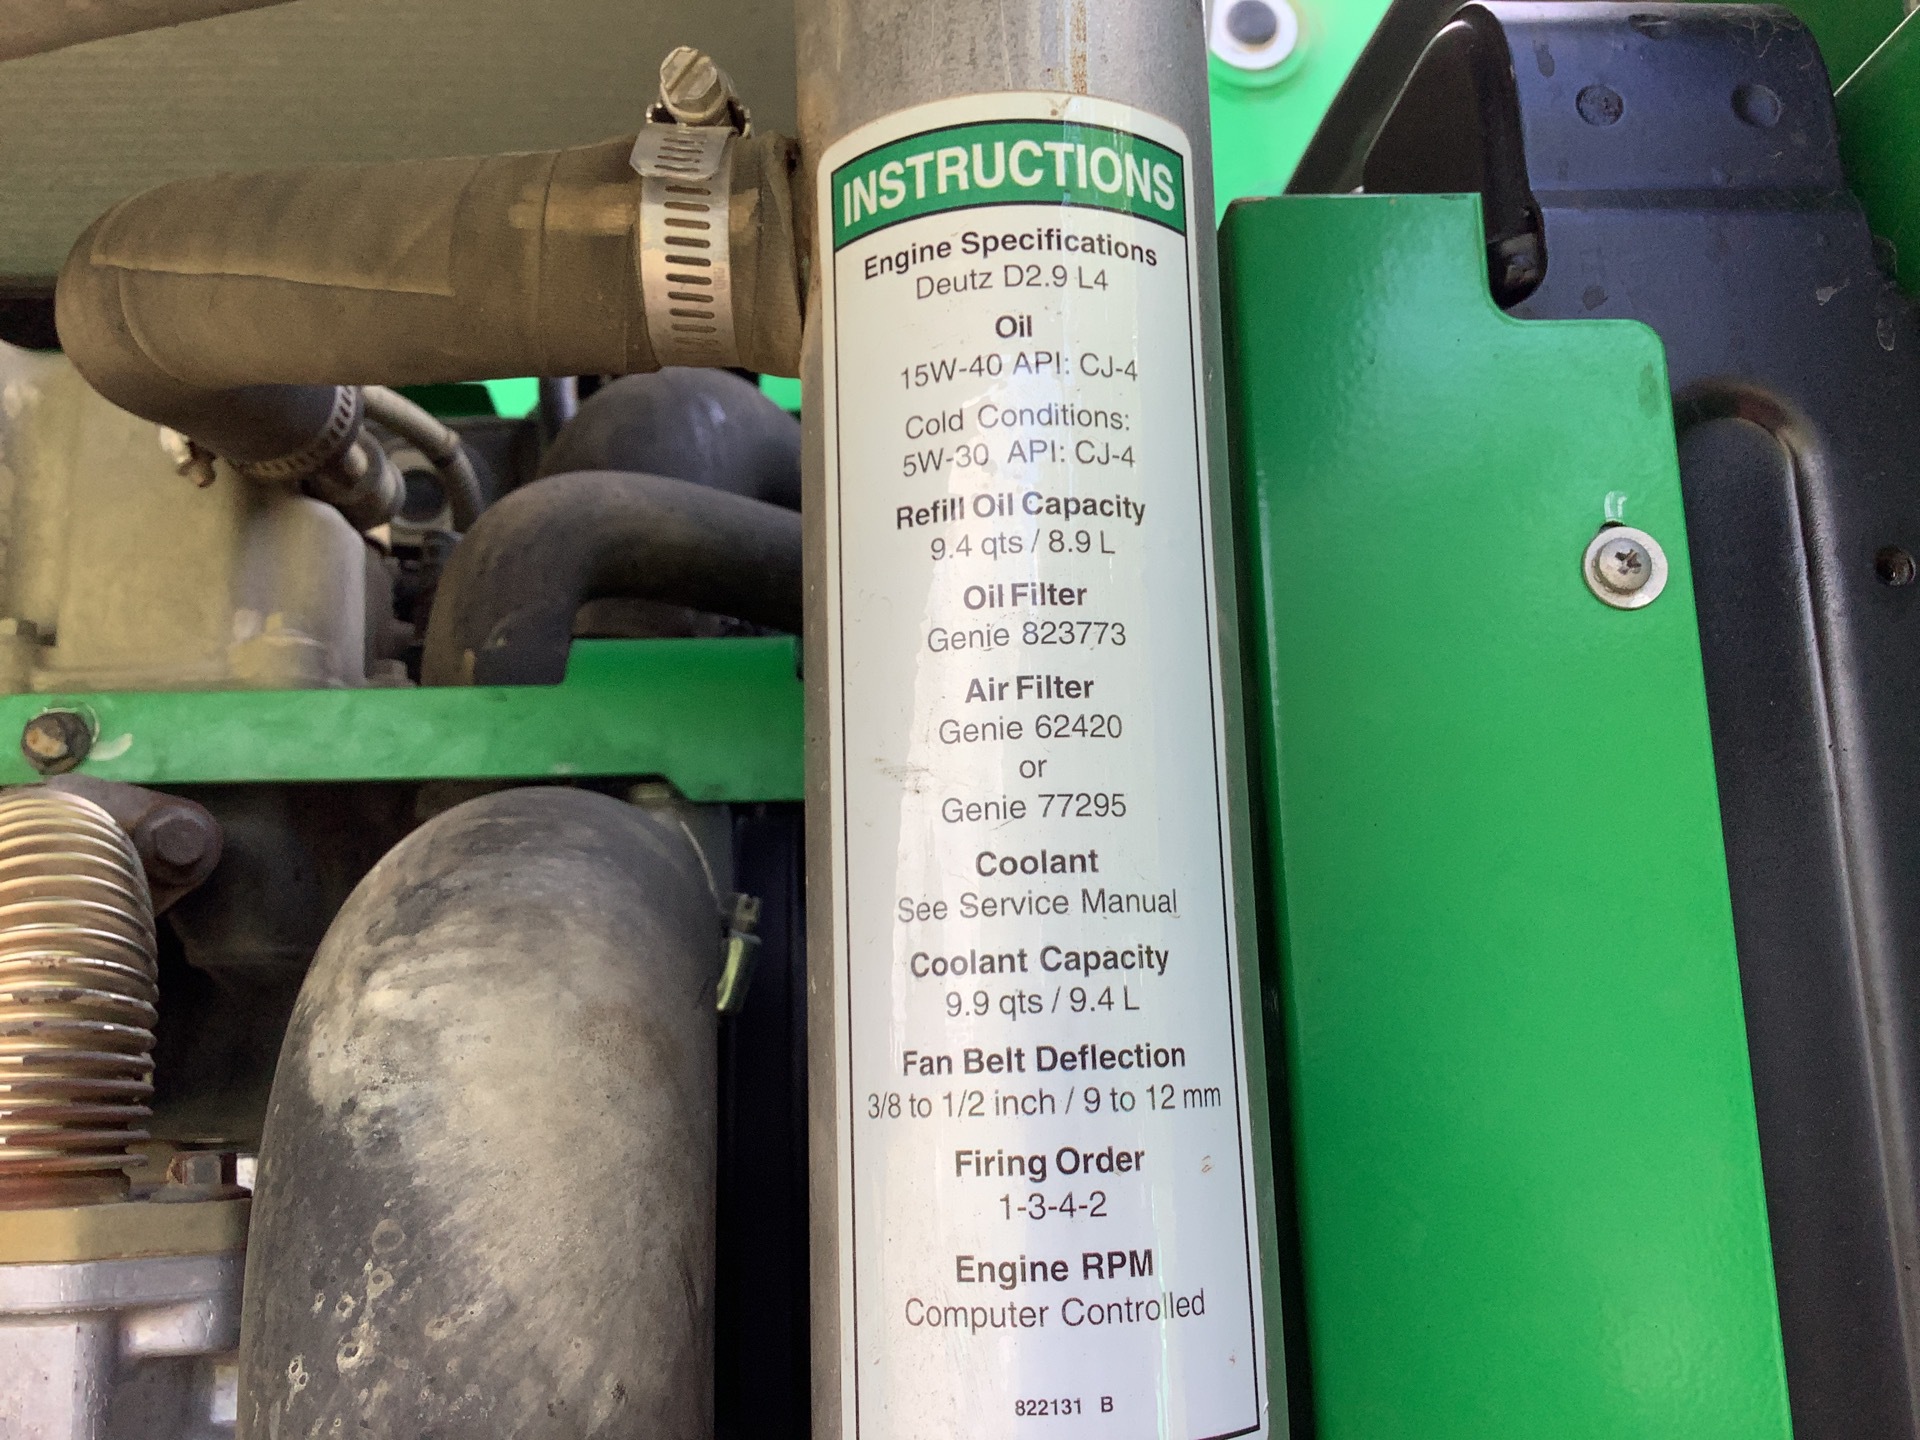 INSTRUCTIONS
Engine Specifications
Deutz D2.9 L4
Oil
15W-40 API: CJ-4
Cold Conditions:
5W-30 API: CJ-4
Refill Oil Capacity
9.4 qts / 8.9 L
Oil Filter
Genie 823773
Air Filter
Genie 62420
or
Genie 77295
Coolant
See Service Manual
Coolant Capacity
9.9 qts / 9.4 L
Fan Belt Deflection
3/8 to 1/2 inch / 9 to 12 mm
Firing Order
1-3-4-2
Engine RPM
Computer Controlled
822131 B